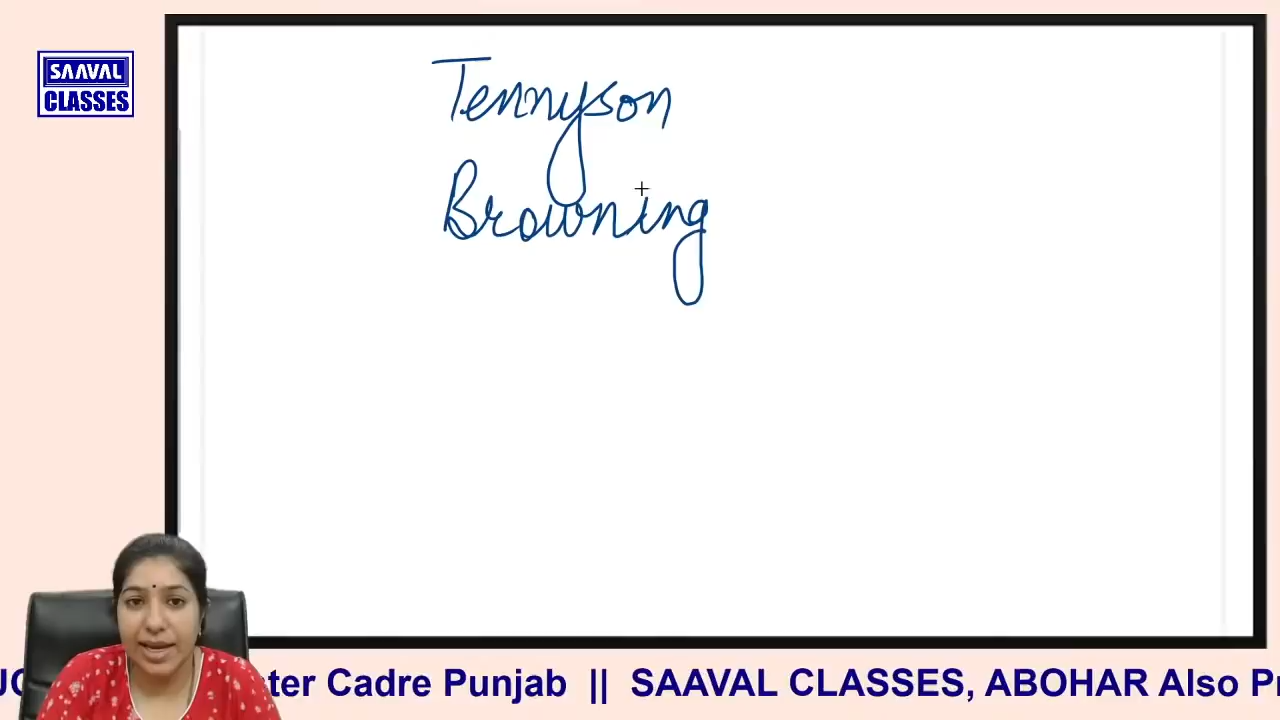 SAAVAL
CLASSES
Tennyson
Browning
ter Cadre Punjab || SAAVAL CLASSES, ABOHAR Also